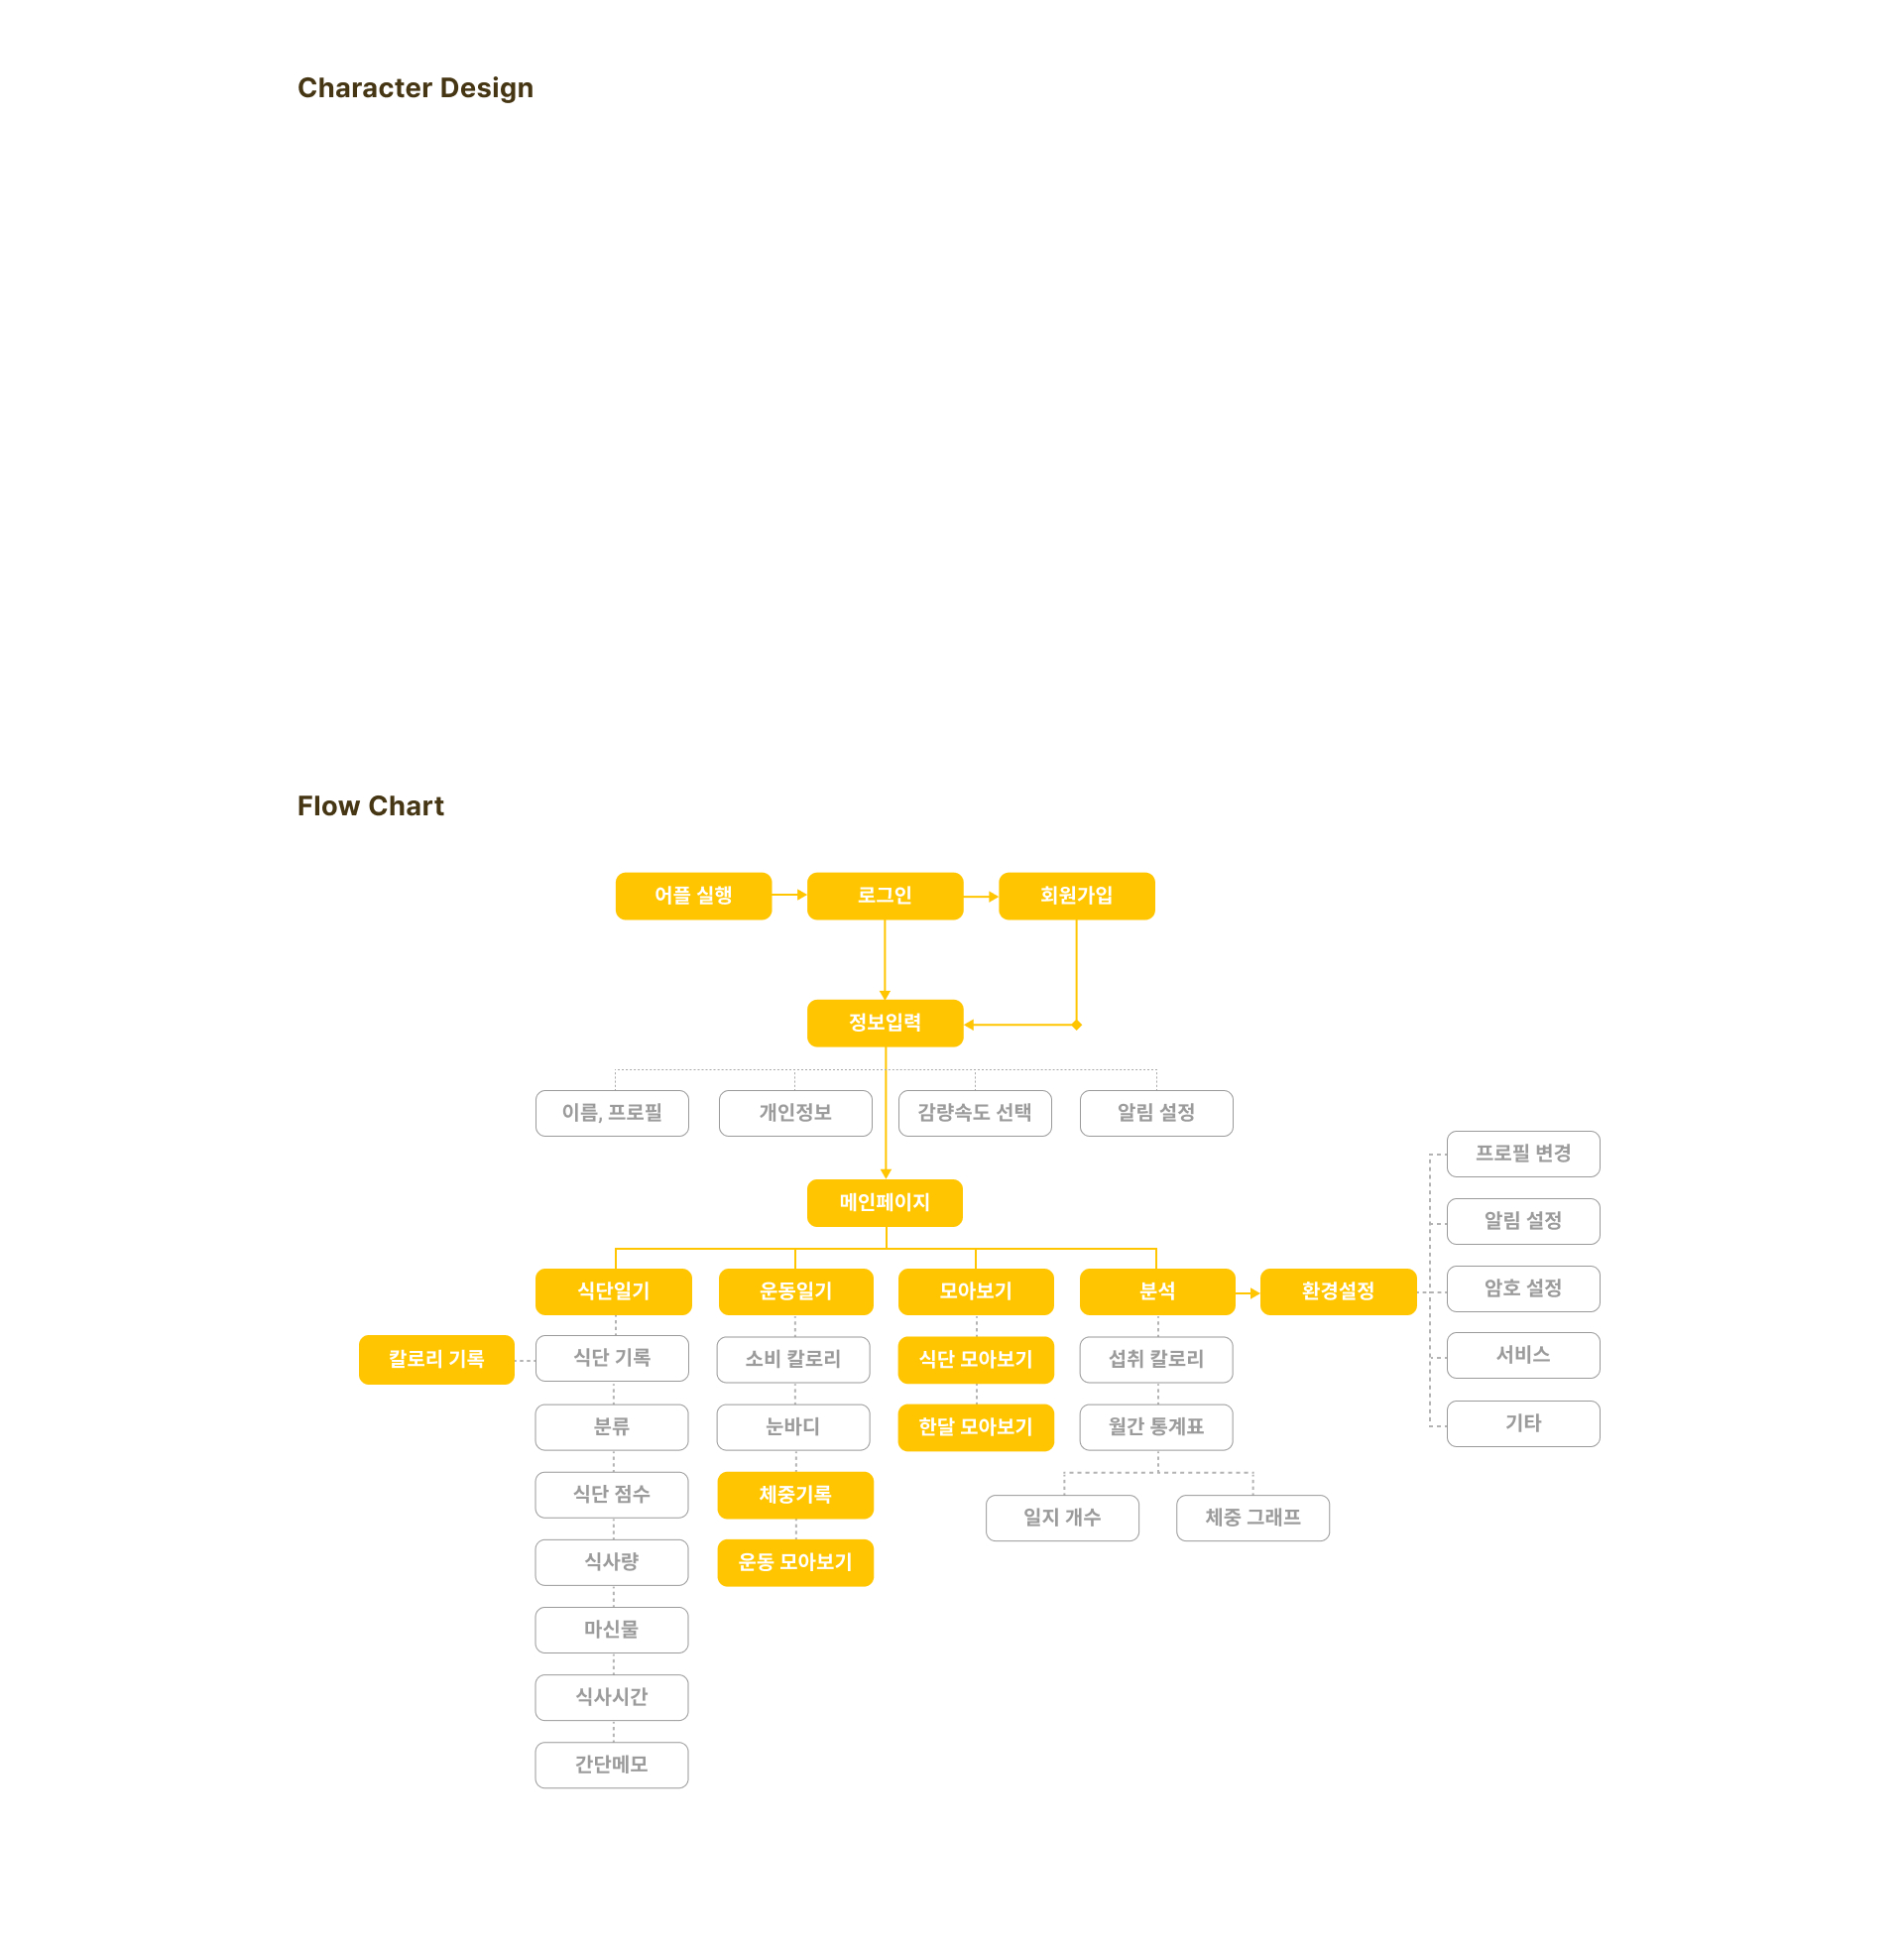 Character Design
Flow Chart
어플 실행
로그인
회원가입
정보입력
이름, 프로필
개인정보
감량속도 선택
알림 설정
메인페이지
식단일기
운동일기
모아보기
분석
환경설정
프로필 변경
알림 설정
암호 설정
서비스
기타
칼로리 기록
식단 기록
소비 칼로리
식단 모아보기
섭취 칼로리
분류
눈바디
한달 모아보기
월간 통계표
식단 점수
체중기록
일지 개수
체중 그래프
식사량
운동 모아보기
마신물
식사시간
간단메모